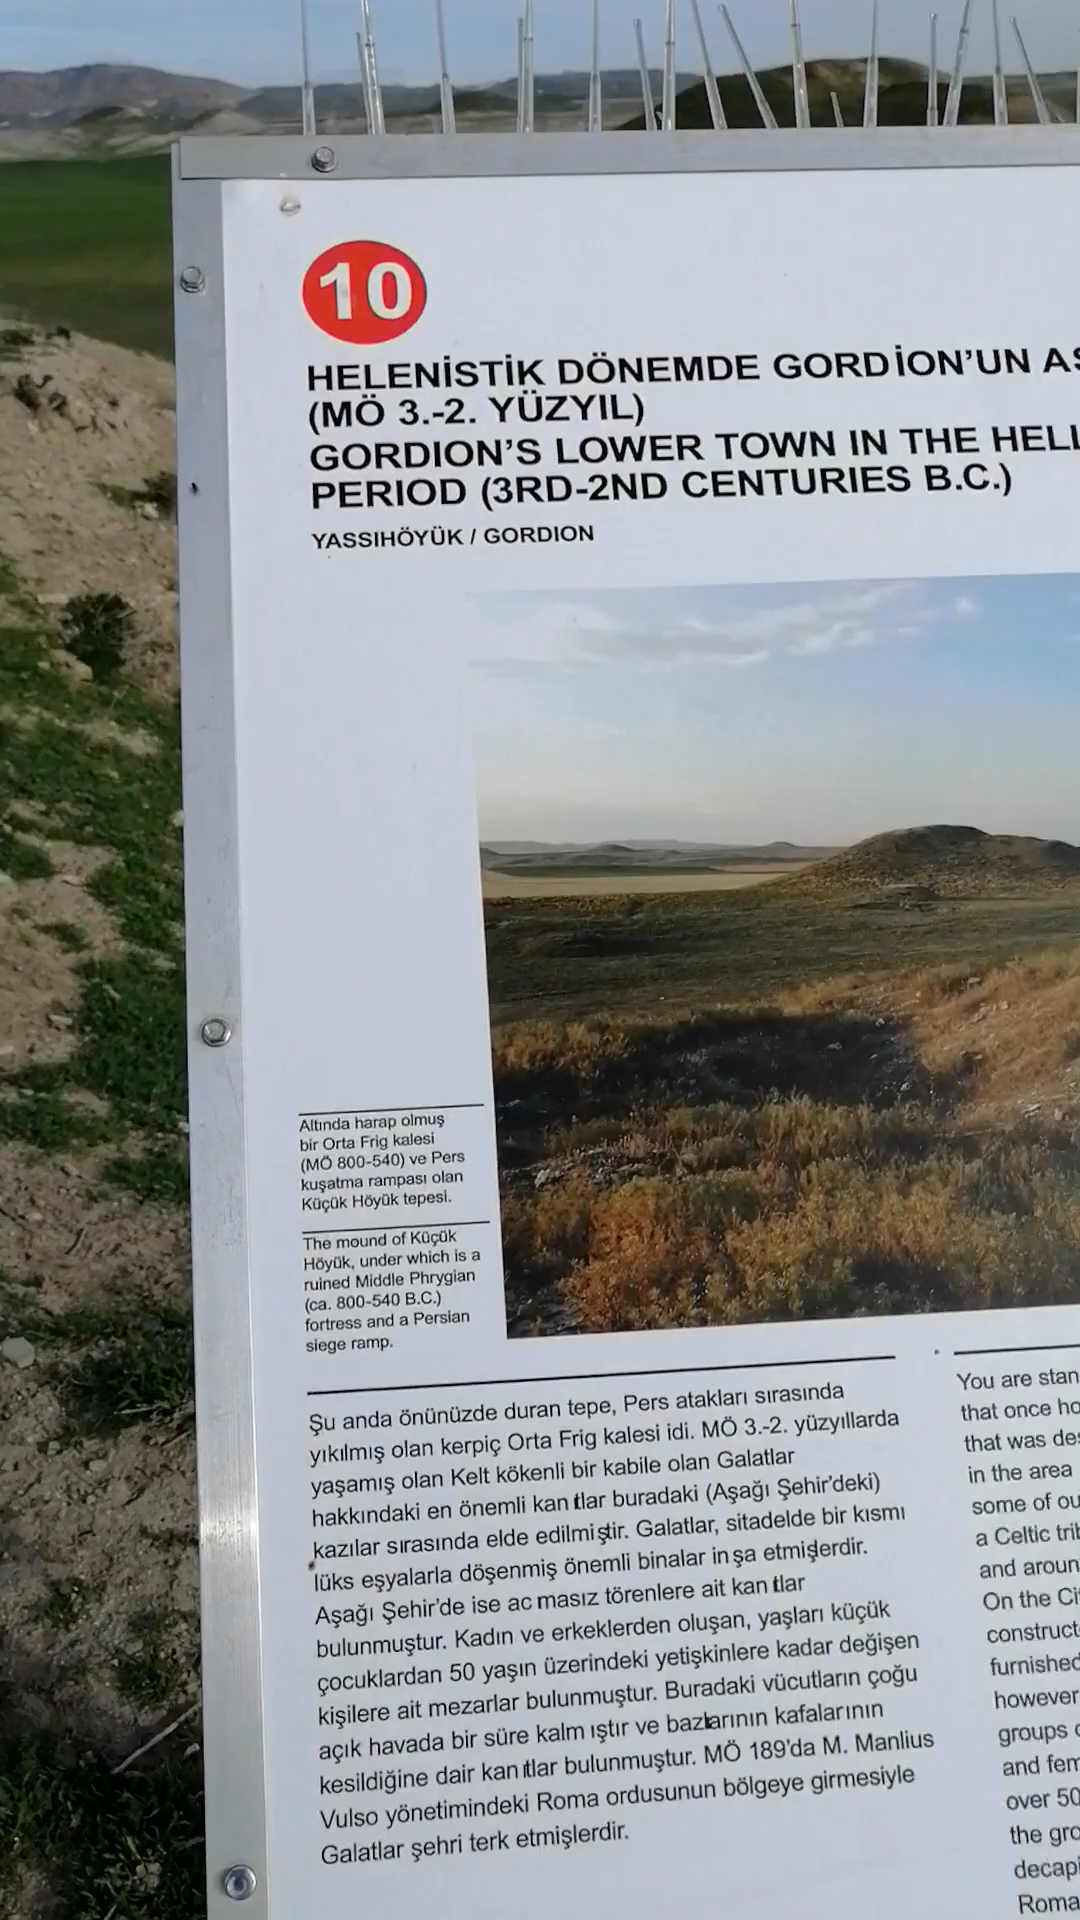 10
HELENİSTİK DÖNEMDE GORDİON'UN
(MÖ 3.-2. YÜZYIL)
GORDION'S LOWER TOWN IN THE
PERIOD (3RD-2ND CENTURIES B.C.)
YASSIHÖYÜK / GORDION
Altında harap olmuş
bir Orta Frig kalesi
(MÖ 800-540) ve Pers
kuşatma rampası olan
Küçük Höyük tepesi.
The mound of Küçük
Höyük, under which is a
ruined Middle Phrygian
(ca. 800-540 B.C.)
fortress and a Persian
siege ramp.
Şu anda önünüzde duran tepe, Pers atakları sırasında
yıkılmış olan kerpiç Orta Frig kalesi idi. MÖ 3.-2. yüzyıllarda
yaşamış olan Kelt kökenli bir kabile olan Galatlar
hakkındaki en önemli kanıtlar buradaki (Aşağı Şehir'deki)
kazılar sırasında elde edilmiştir. Galatlar, sitadelde bir kısmı
lüks eşyalarla döşenmiş önemli binalar inşa etmişlerdir.
Aşağı Şehir'de ise acımasız törenlere ait kanıtlar
bulunmuştur. Kadın ve erkeklerden oluşan, yaşları küçük
çocuklardan 50 yaşın üzerindeki yetişkinlere kadar değişen
kişilere ait mezarlar bulunmuştur. Buradaki vücutların çoğu
açık havada bir süre kalmıştır ve bazılarının kafalarının
kesildiğine dair kanıtlar bulunmuştur. MÖ 189'da M. Manlius
Vulso yönetimindeki Roma ordusunun bölgeye girmesiyle
Galatlar şehri terk etmişlerdir.
You are
that once
that was
in the area
some of
a Celtic
and
On the
furnished
however
groups
and
over 50
the